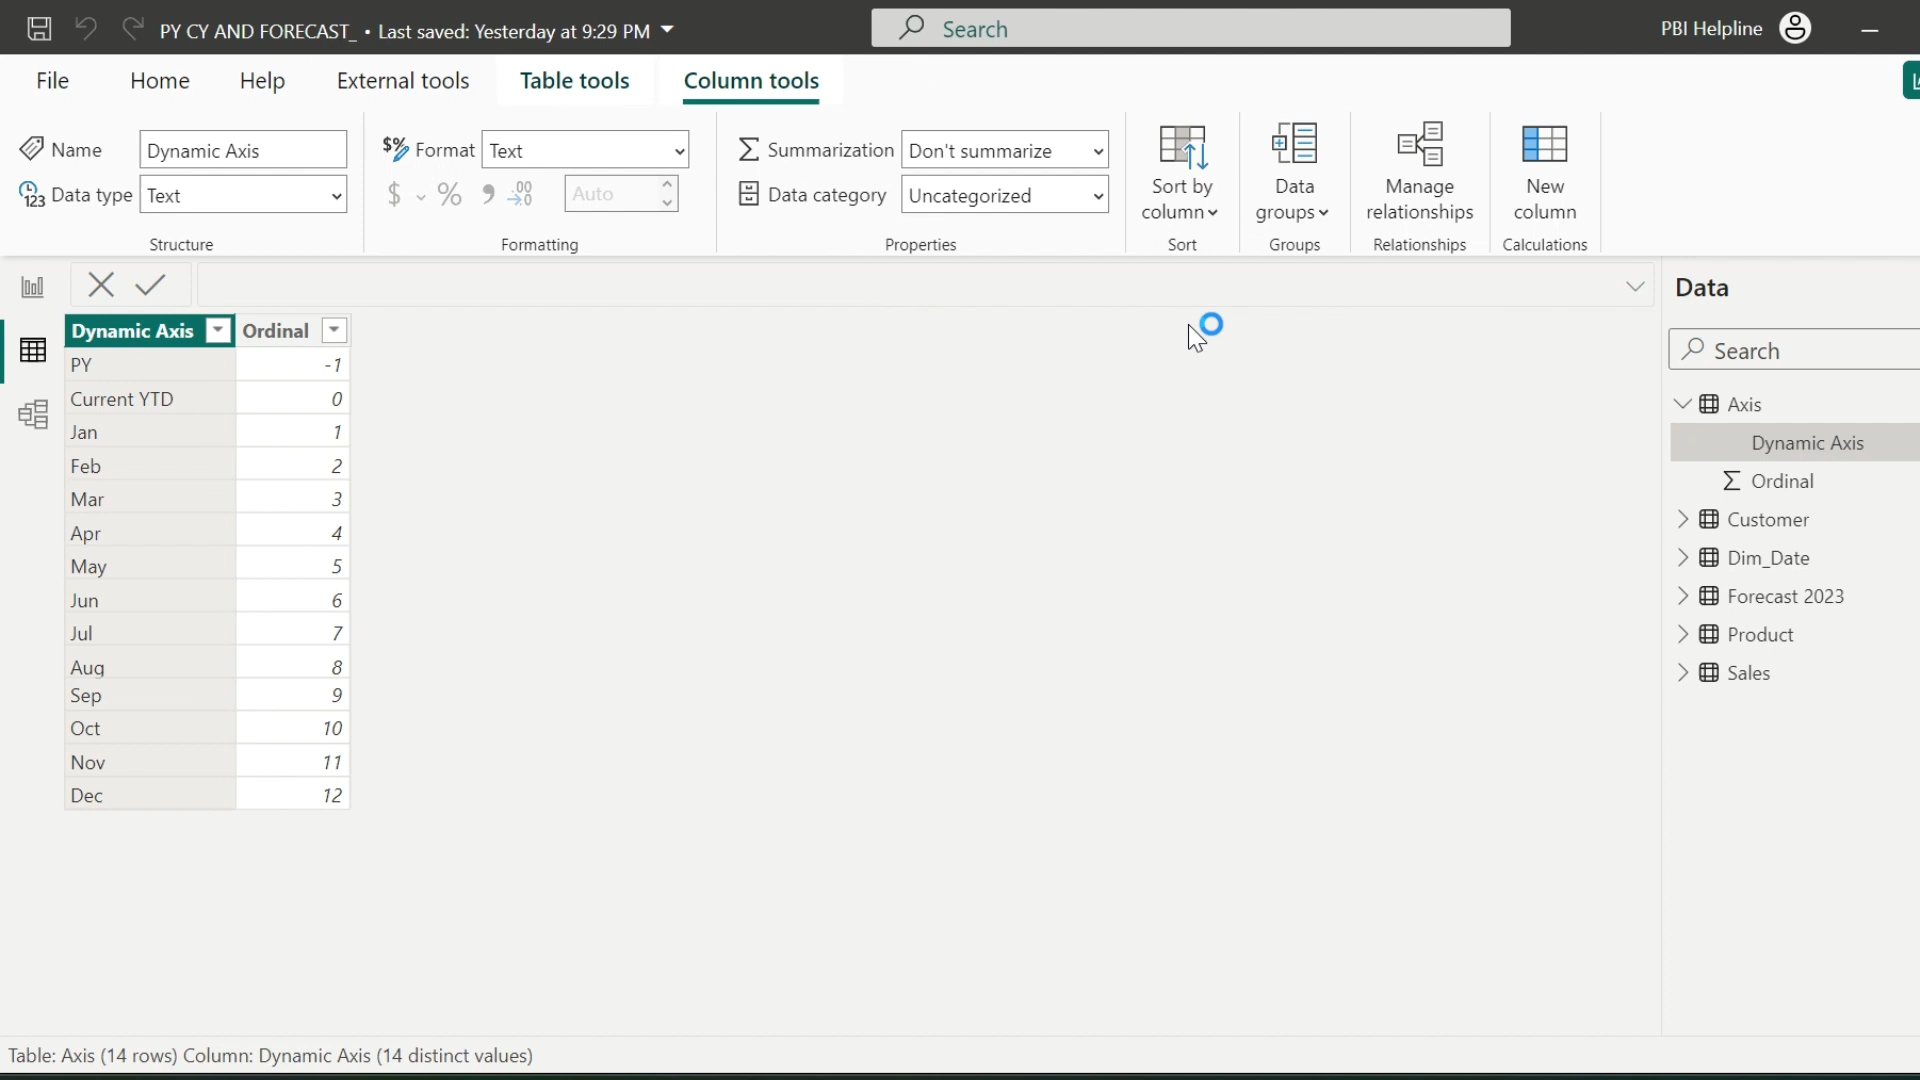 PY CY AND FORECAST_ • Last saved: Yesterday at 9:29 PM
Search
PBI Helpline
File
Home
Help
External tools
Table tools
Column tools
Name
Dynamic Axis
Data type
Text
Structure
$% Format
Text
$ % , .00
Auto
Formatting
Summarization
Don't summarize
Data category
Uncategorized
Properties
Sort by
column
Sort
Data
groups
Groups
Manage
relationships
Relationships
New
column
Calculations
Dynamic Axis Ordinal
PY -1
Current YTD 0
Jan 1
Feb 2
Mar 3
Apr 4
May 5
Jun 6
Jul 7
Aug 8
Sep 9
Oct 10
Nov 11
Dec 12
Data
Search
Axis
Dynamic Axis
Σ Ordinal
Customer
Dim_Date
Forecast 2023
Product
Sales
Table: Axis (14 rows) Column: Dynamic Axis (14 distinct values)